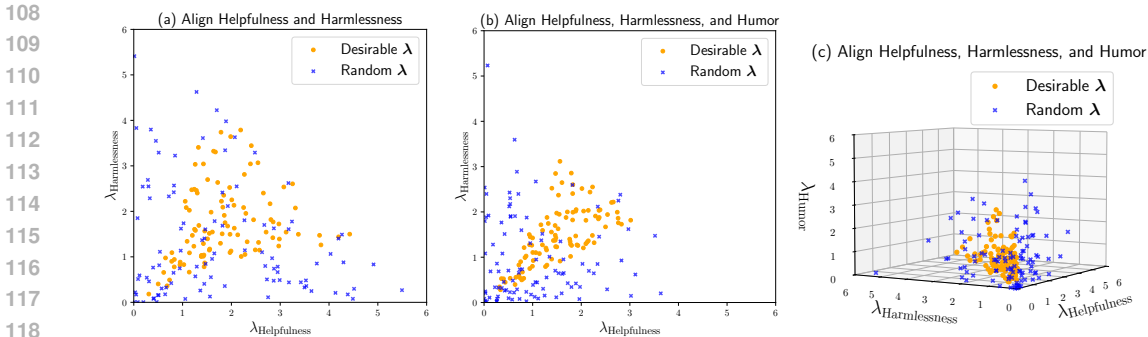 108
109
110
111
112
113
114
115
116
117
118
(a) Align Helpfulness and Harmlessness
Desirable λ
Random λ
6
5
4
3
2
1
0
λHarmlessness
0 1 2 3 4 5 6
λHelpfulness
(b) Align Helpfulness, Harmlessness, and Humor
Desirable λ
Random λ
6
5
4
3
2
1
0
λHarmlessness
0 1 2 3 4 5 6
λHelpfulness
(c) Align Helpfulness, Harmlessness, and Humor
Desirable λ
Random λ
6
5
4
3
2
1
0
λHumor
6 5 4 3 2 1 0
λHarmlessness
0 1 2 3 4 5 6
λHelpfulness